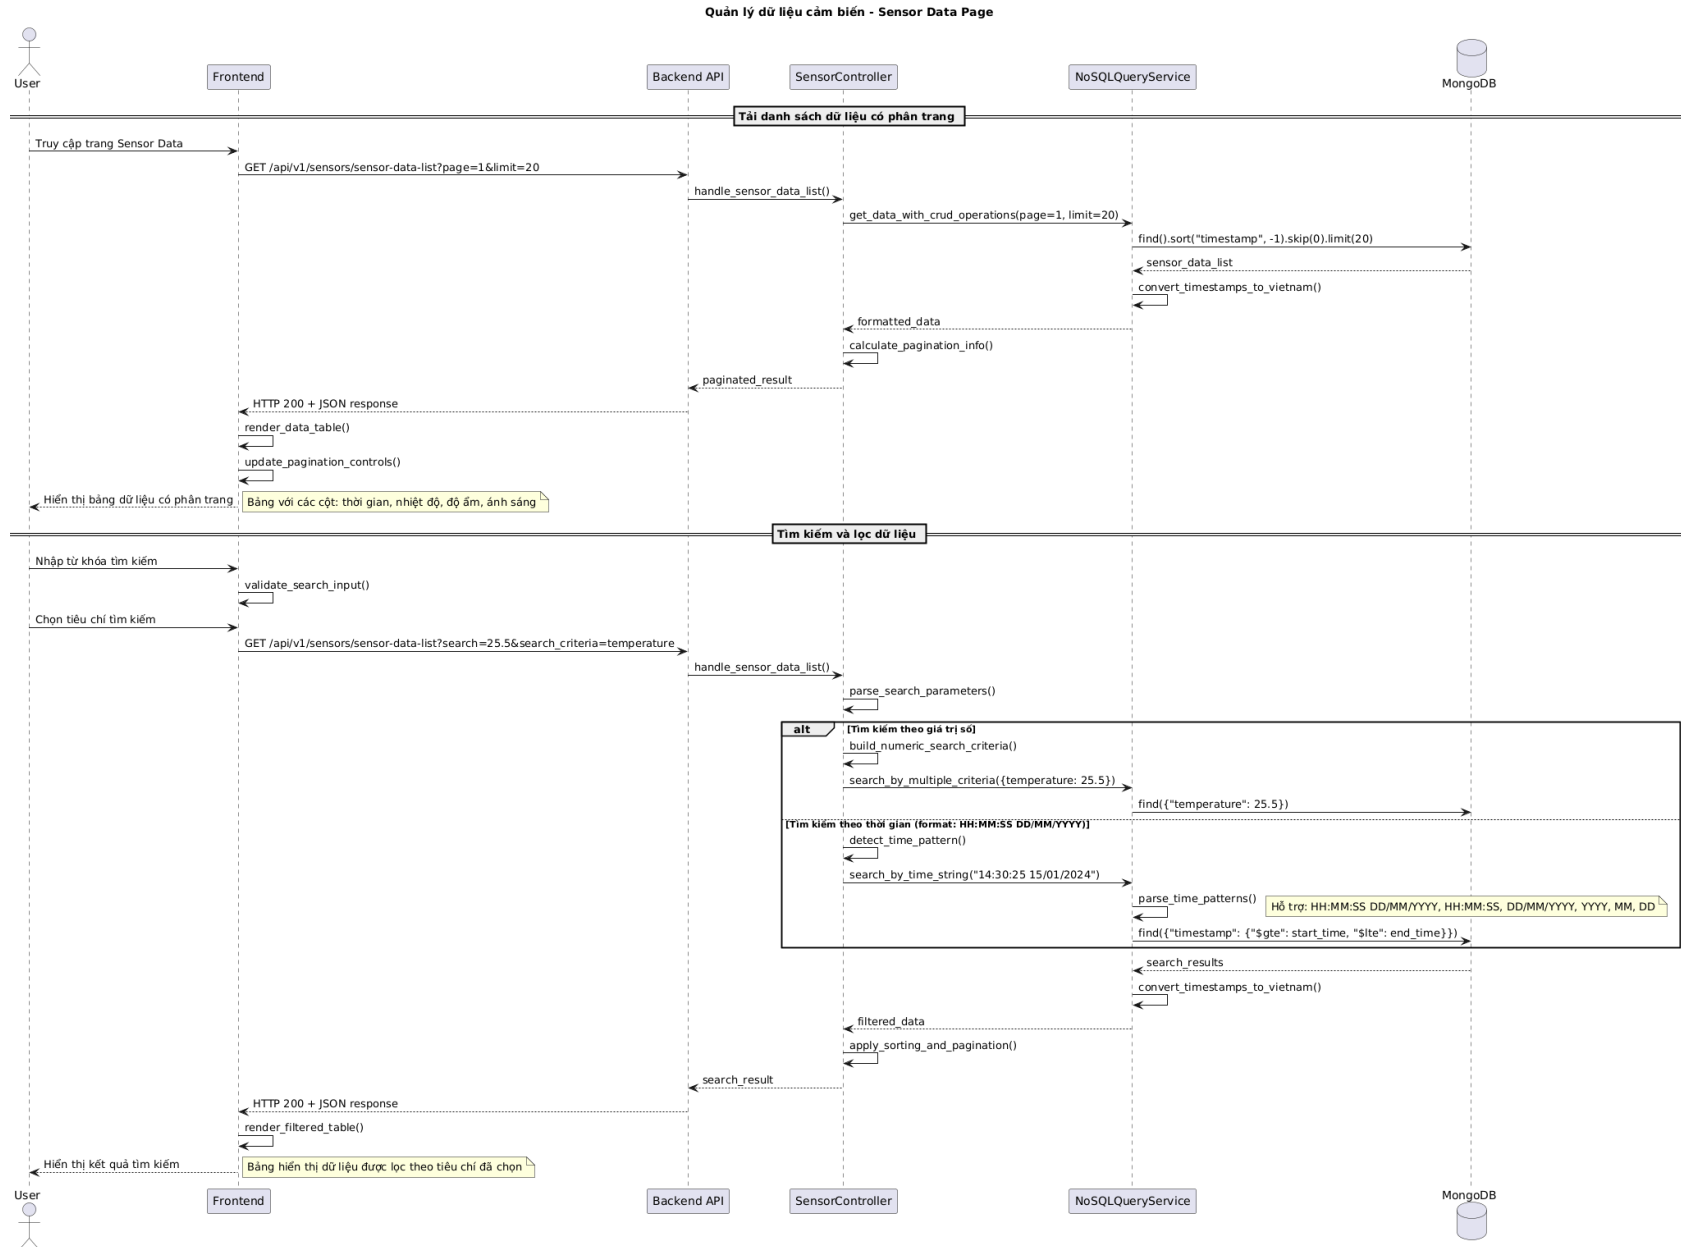 Quản lý dữ liệu cảm biến - Sensor Data Page
User
Frontend
Backend API
SensorController
NoSQLQueryService
MongoDB
Tải danh sách dữ liệu có phân trang
Truy cập trang Sensor Data
GET /api/v1/sensors/sensor-data-list?page=1&limit=20
handle_sensor_data_list()
get_data_with_crud_operations(page=1, limit=20)
find().sort("timestamp", -1).skip(0).limit(20)
sensor_data_list
convert_timestamps_to_vietnam()
formatted_data
calculate_pagination_info()
paginated_result
HTTP 200 + JSON response
render_data_table()
update_pagination_controls()
Hiển thị bảng dữ liệu có phân trang
Bảng với các cột: thời gian, nhiệt độ, độ ẩm, ánh sáng
Tìm kiếm và lọc dữ liệu
Nhập từ khóa tìm kiếm
validate_search_input()
Chọn tiêu chí tìm kiếm
GET /api/v1/sensors/sensor-data-list?search=25.5&search_criteria=temperature
handle_sensor_data_list()
parse_search_parameters()
alt
[Tìm kiếm theo giá trị số]
build_numeric_search_criteria()
search_by_multiple_criteria({temperature: 25.5})
find({"temperature": 25.5})
[Tìm kiếm theo thời gian (format: HH:MM:SS DD/MM/YYYY)]
detect_time_pattern()
search_by_time_string("14:30:25 15/01/2024")
parse_time_patterns()
Hỗ trợ: HH:MM:SS DD/MM/YYYY, HH:MM:SS, DD/MM/YYYY, YYYY, MM, DD
find({"timestamp": {"$gte": start_time, "$lte": end_time}})
search_results
convert_timestamps_to_vietnam()
filtered_data
apply_sorting_and_pagination()
search_result
HTTP 200 + JSON response
render_filtered_table()
Hiển thị kết quả tìm kiếm
Bảng hiển thị dữ liệu được lọc theo tiêu chí đã chọn
User
Frontend
Backend API
SensorController
NoSQLQueryService
MongoDB